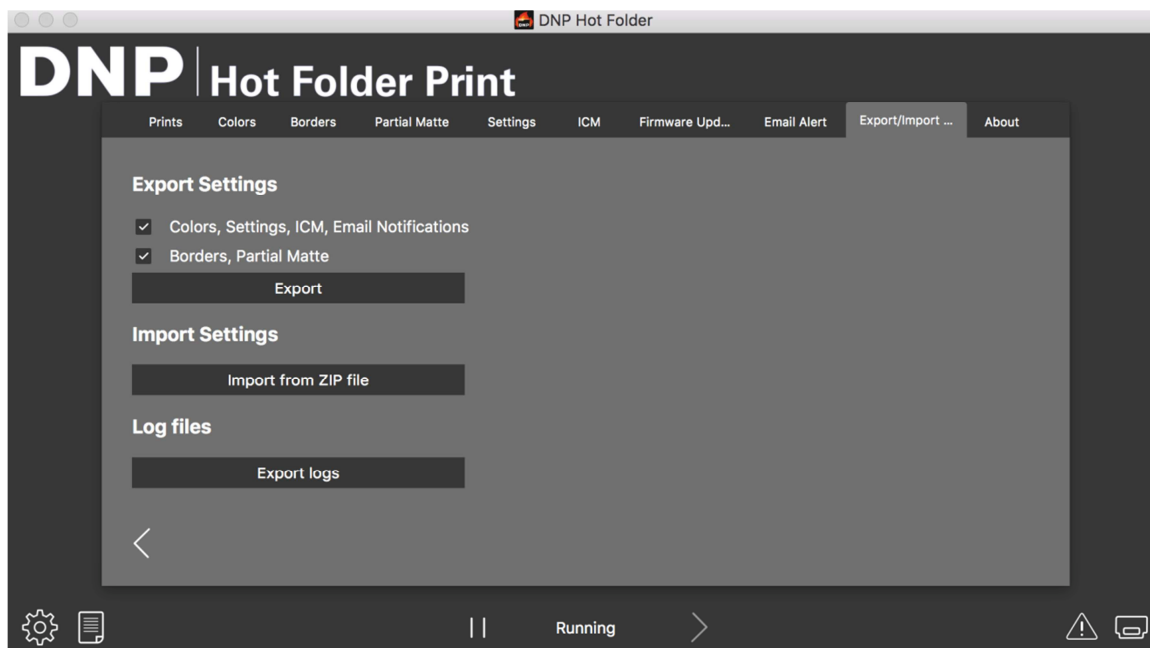 DNP Hot Folder
DNP Hot Folder Print
Prints Colors Borders Partial Matte Settings ICM Firmware Upd... Email Alert Export/Import ... About
Export Settings
Colors, Settings, ICM, Email Notifications
Borders, Partial Matte
Export
Import Settings
Import from ZIP file
Log files
Export logs
Running